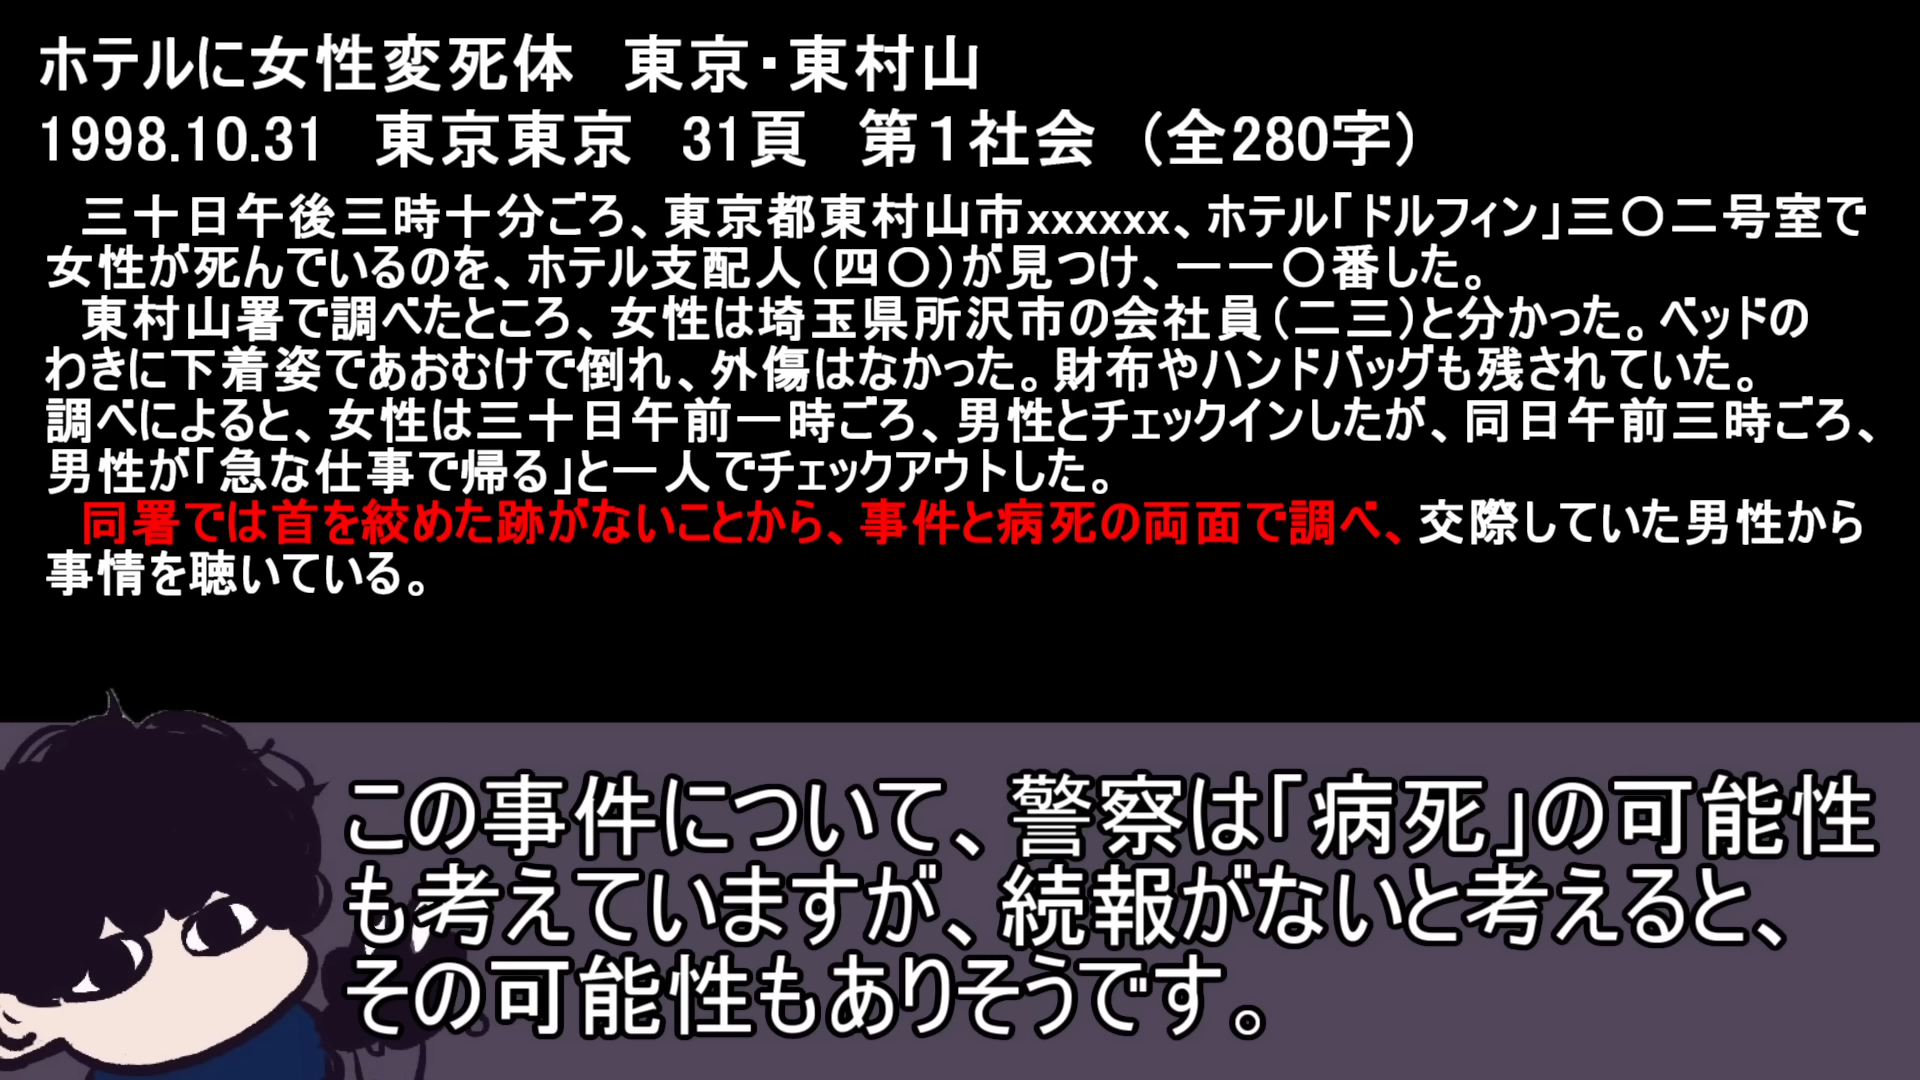 ホテルに女性変死体　東京・東村山
1998.10.31　東京東京　31頁　第１社会　（全280字）
　三十日午後三時十分ごろ、東京都東村山市xxxxxx、ホテル「ドルフィン」三〇二号室で
女性が死んでいるのを、ホテル支配人（四〇）が見つけ、一一〇番した。
　東村山署で調べたところ、女性は埼玉県所沢市の会社員（二三）と分かった。ベッドの
わきに下着姿であおむけで倒れ、外傷はなかった。財布やハンドバッグも残されていた。
調べによると、女性は三十日午前一時ごろ、男性とチェックインしたが、同日午前三時ごろ、
男性が「急な仕事で帰る」と一人でチェックアウトした。
　同署では首を絞めた跡がないことから、事件と病死の両面で調べ、交際していた男性から
事情を聴いている。
この事件について、警察は「病死」の可能性
も考えていますが、続報がないと考えると、
その可能性もありそうです。